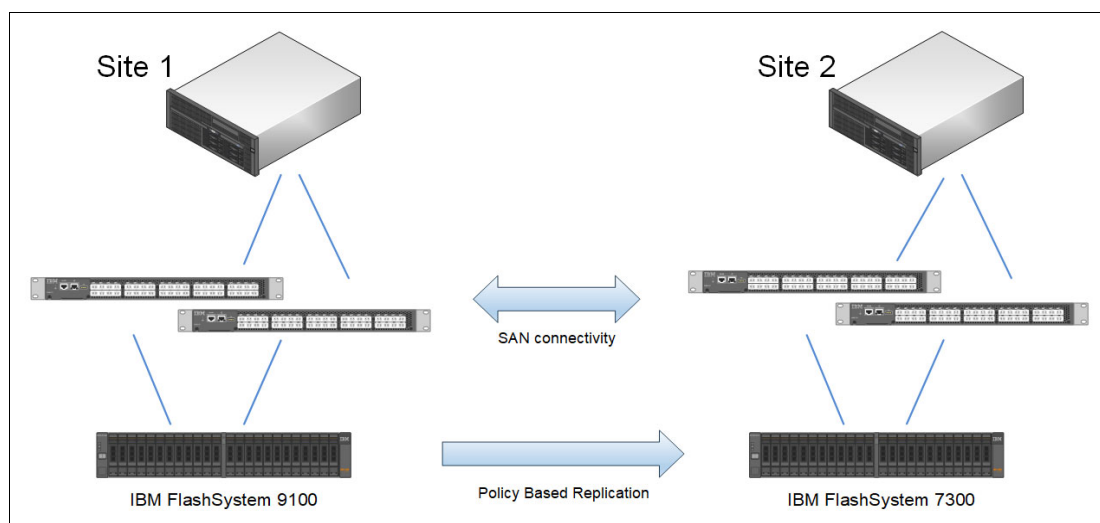 Site 1
Site 2
SAN connectivity
Policy Based Replication
IBM FlashSystem 9100
IBM FlashSystem 7300